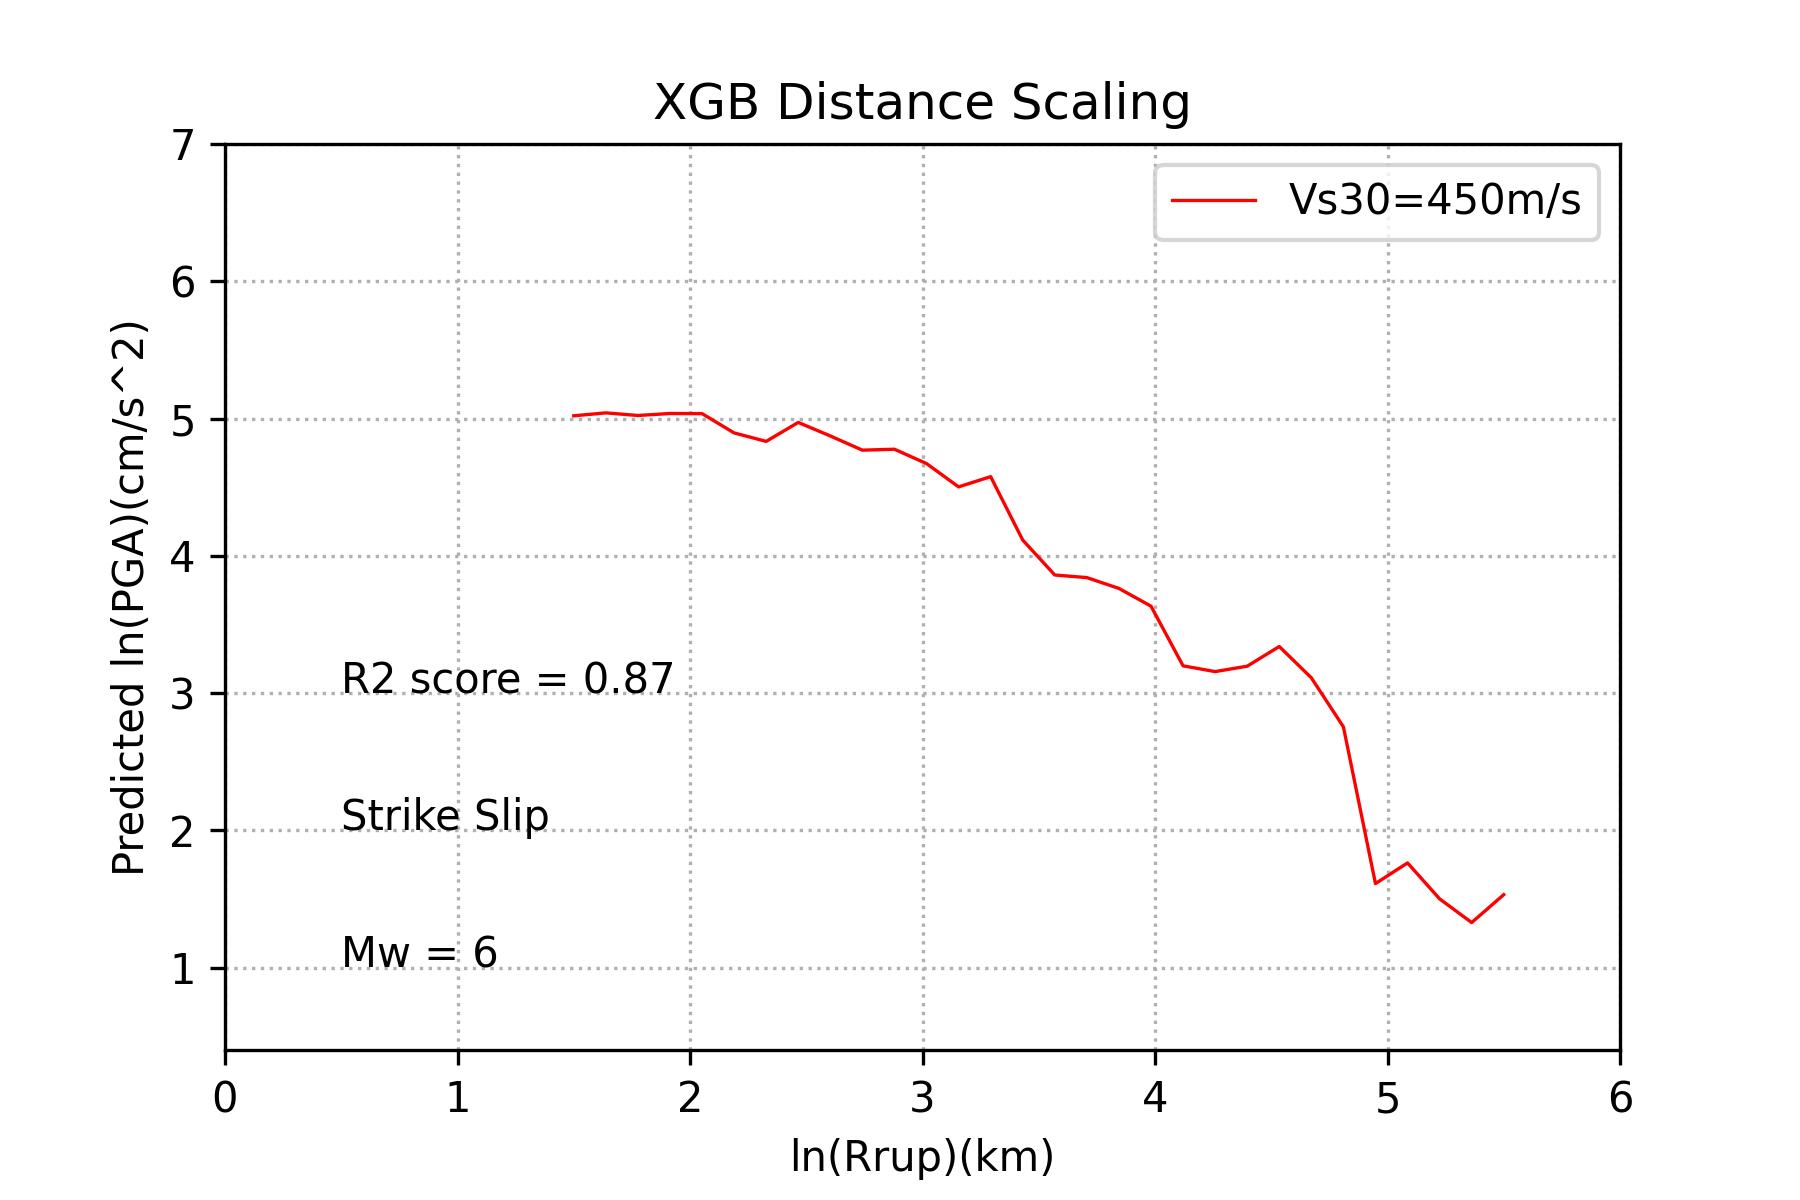 XGB Distance Scaling
7
6
5
4
3
2
1
Predicted ln(PGA)(cm/s^2)
Vs30=450m/s
R2 score = 0.87
Strike Slip
Mw = 6
0 1 2 3 4 5 6
ln(Rrup)(km)